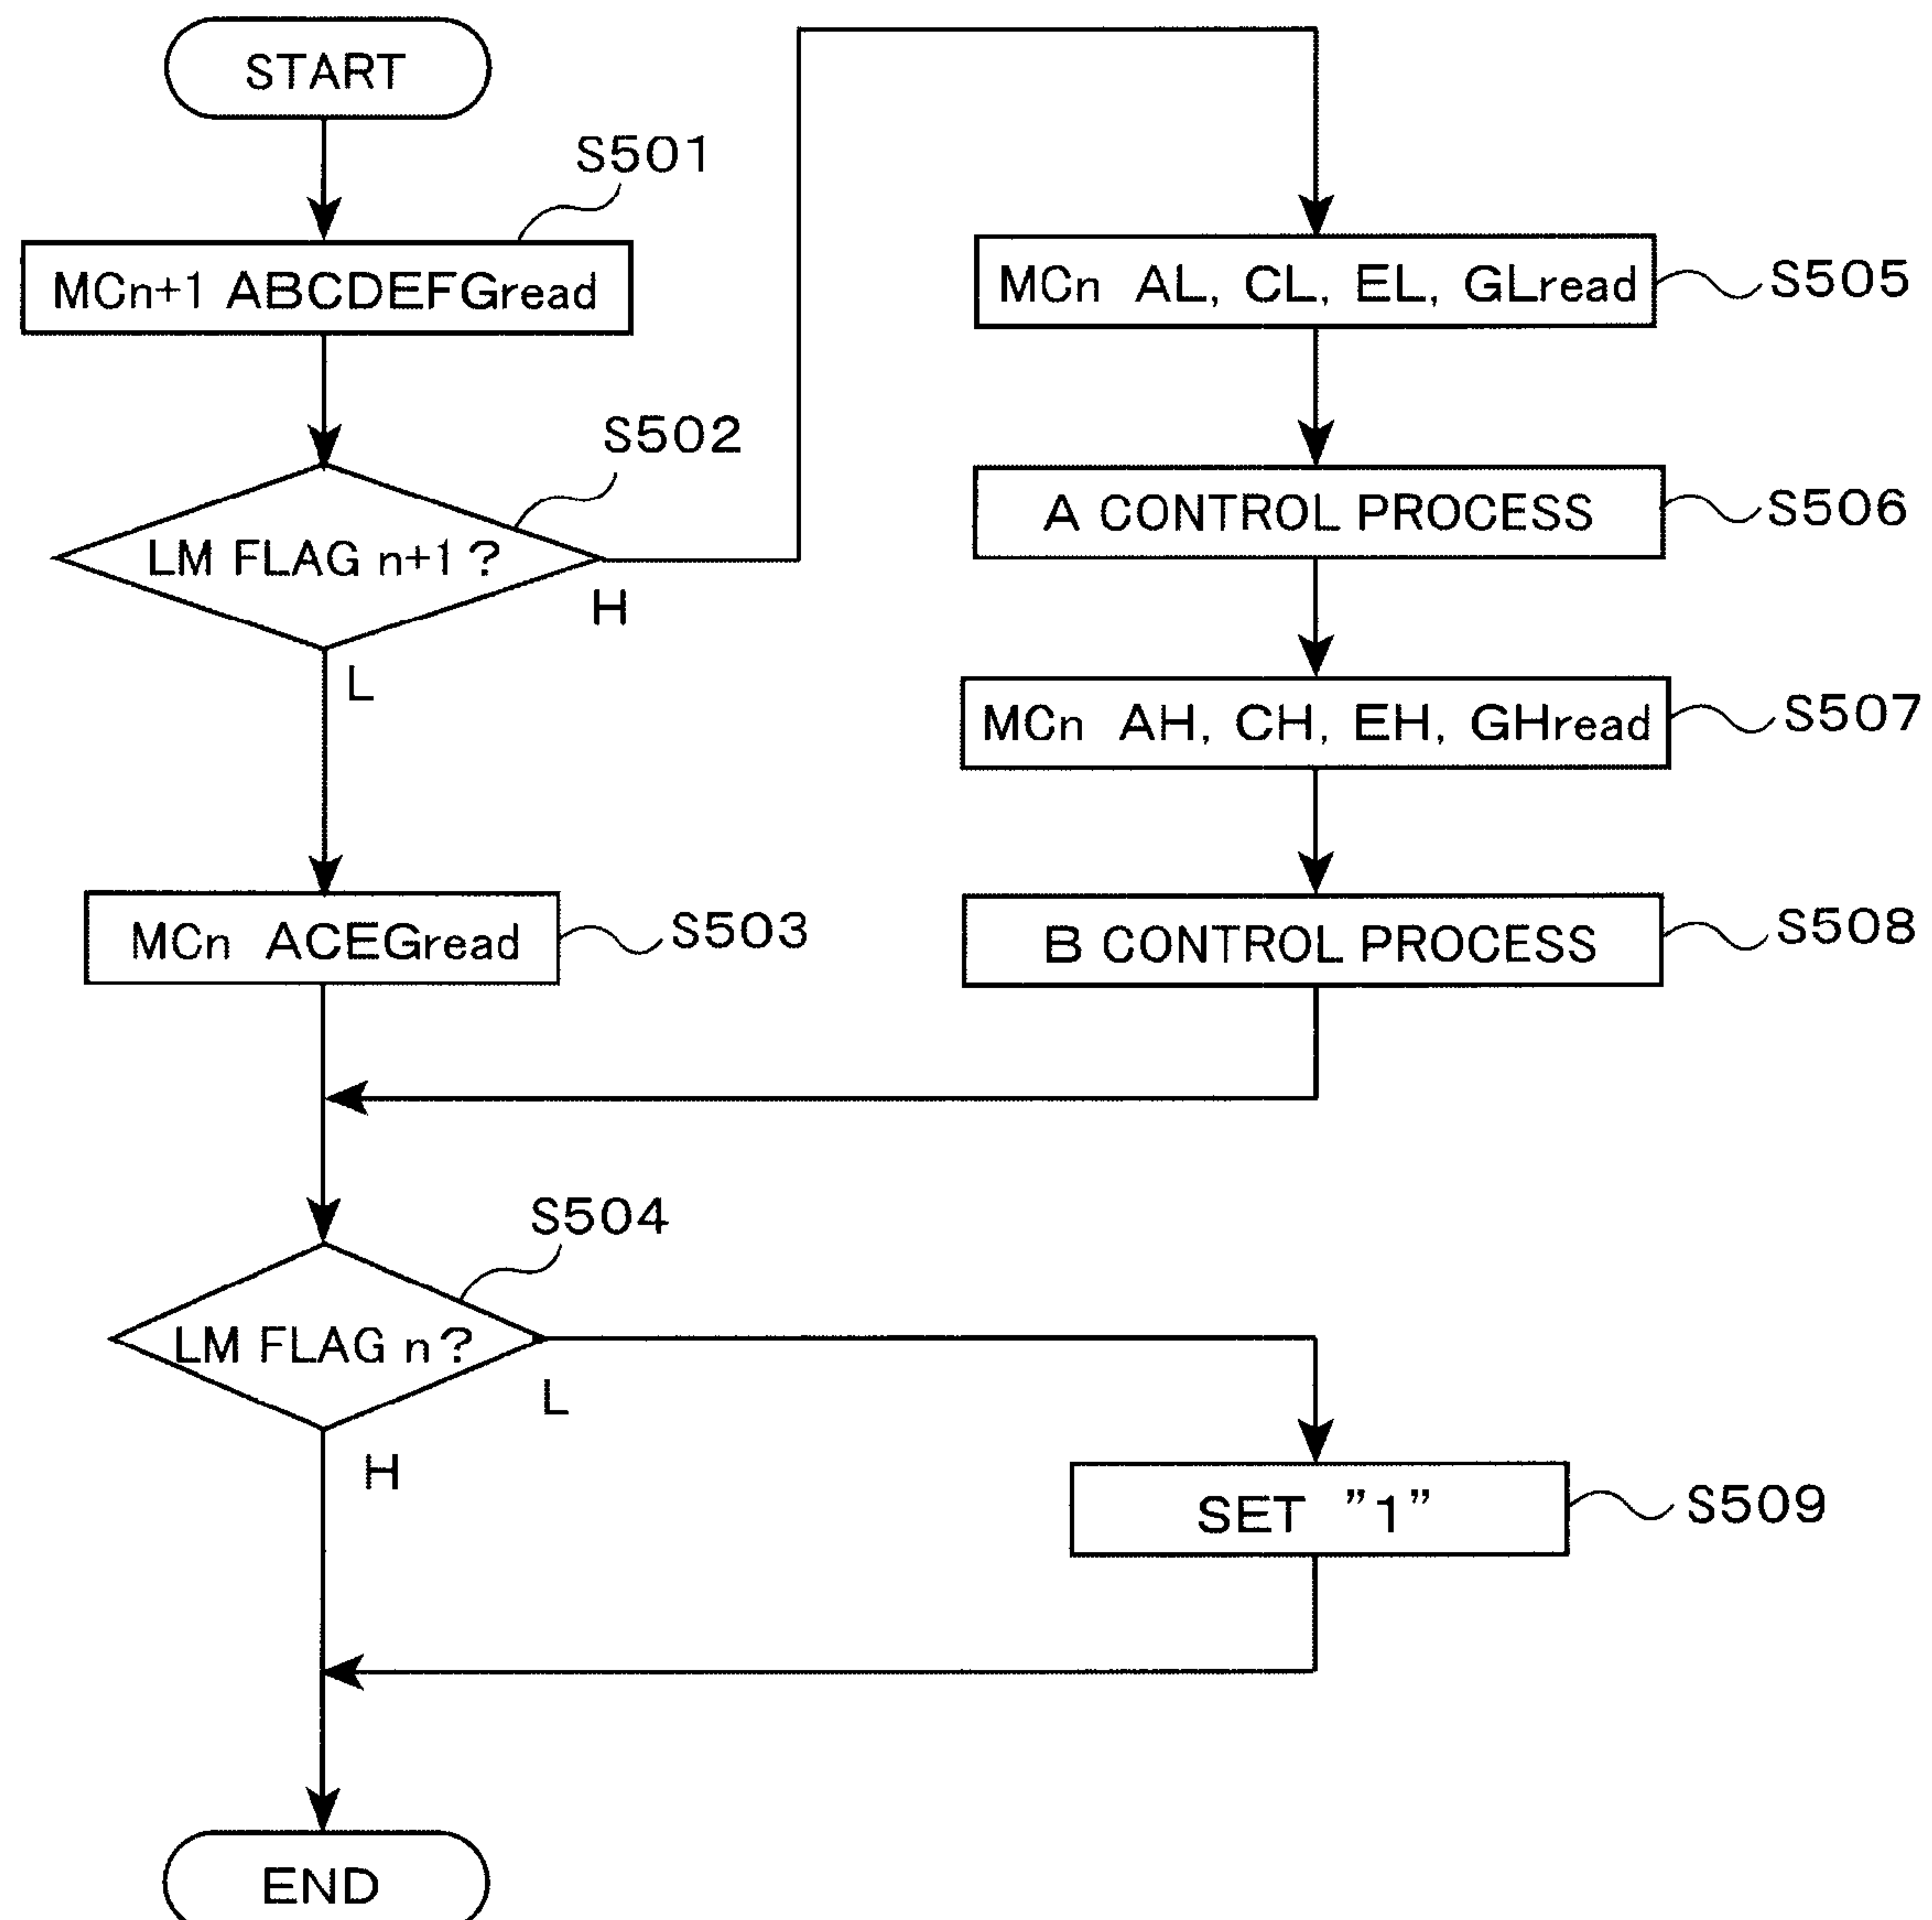 START
S501
MCn+1 ABCDEFGread
S502
LM FLAG n+1 ?
H
L
MCn ACEGread
S503
S504
LM FLAG n ?
L
H
END
MCn AL, CL, EL, GLread
S505
A CONTROL PROCESS
S506
MCn AH, CH, EH, GHread
S507
B CONTROL PROCESS
S508
SET ”1”
S509